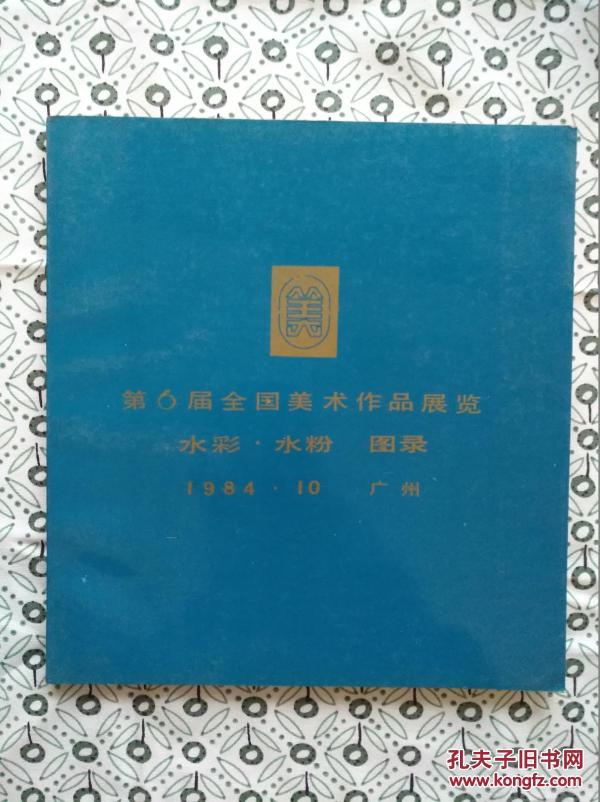 美
第6届全国美术作品展览
水彩·水粉 图录
1984·10 广州
孔夫子旧书网
www.kongfz.com